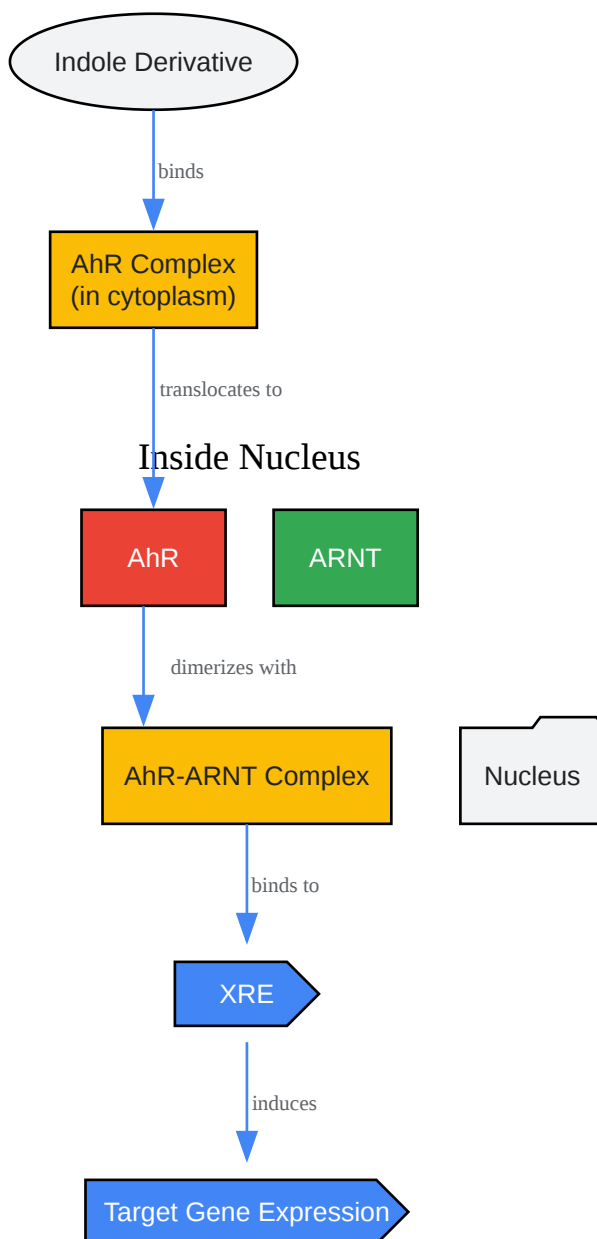 Indole Derivative
binds
AhR Complex
(in cytoplasm)
translocates to
Inside Nucleus
AhR
ARNT
dimerizes with
AhR-ARNT Complex
Nucleus
binds to
XRE
induces
Target Gene Expression